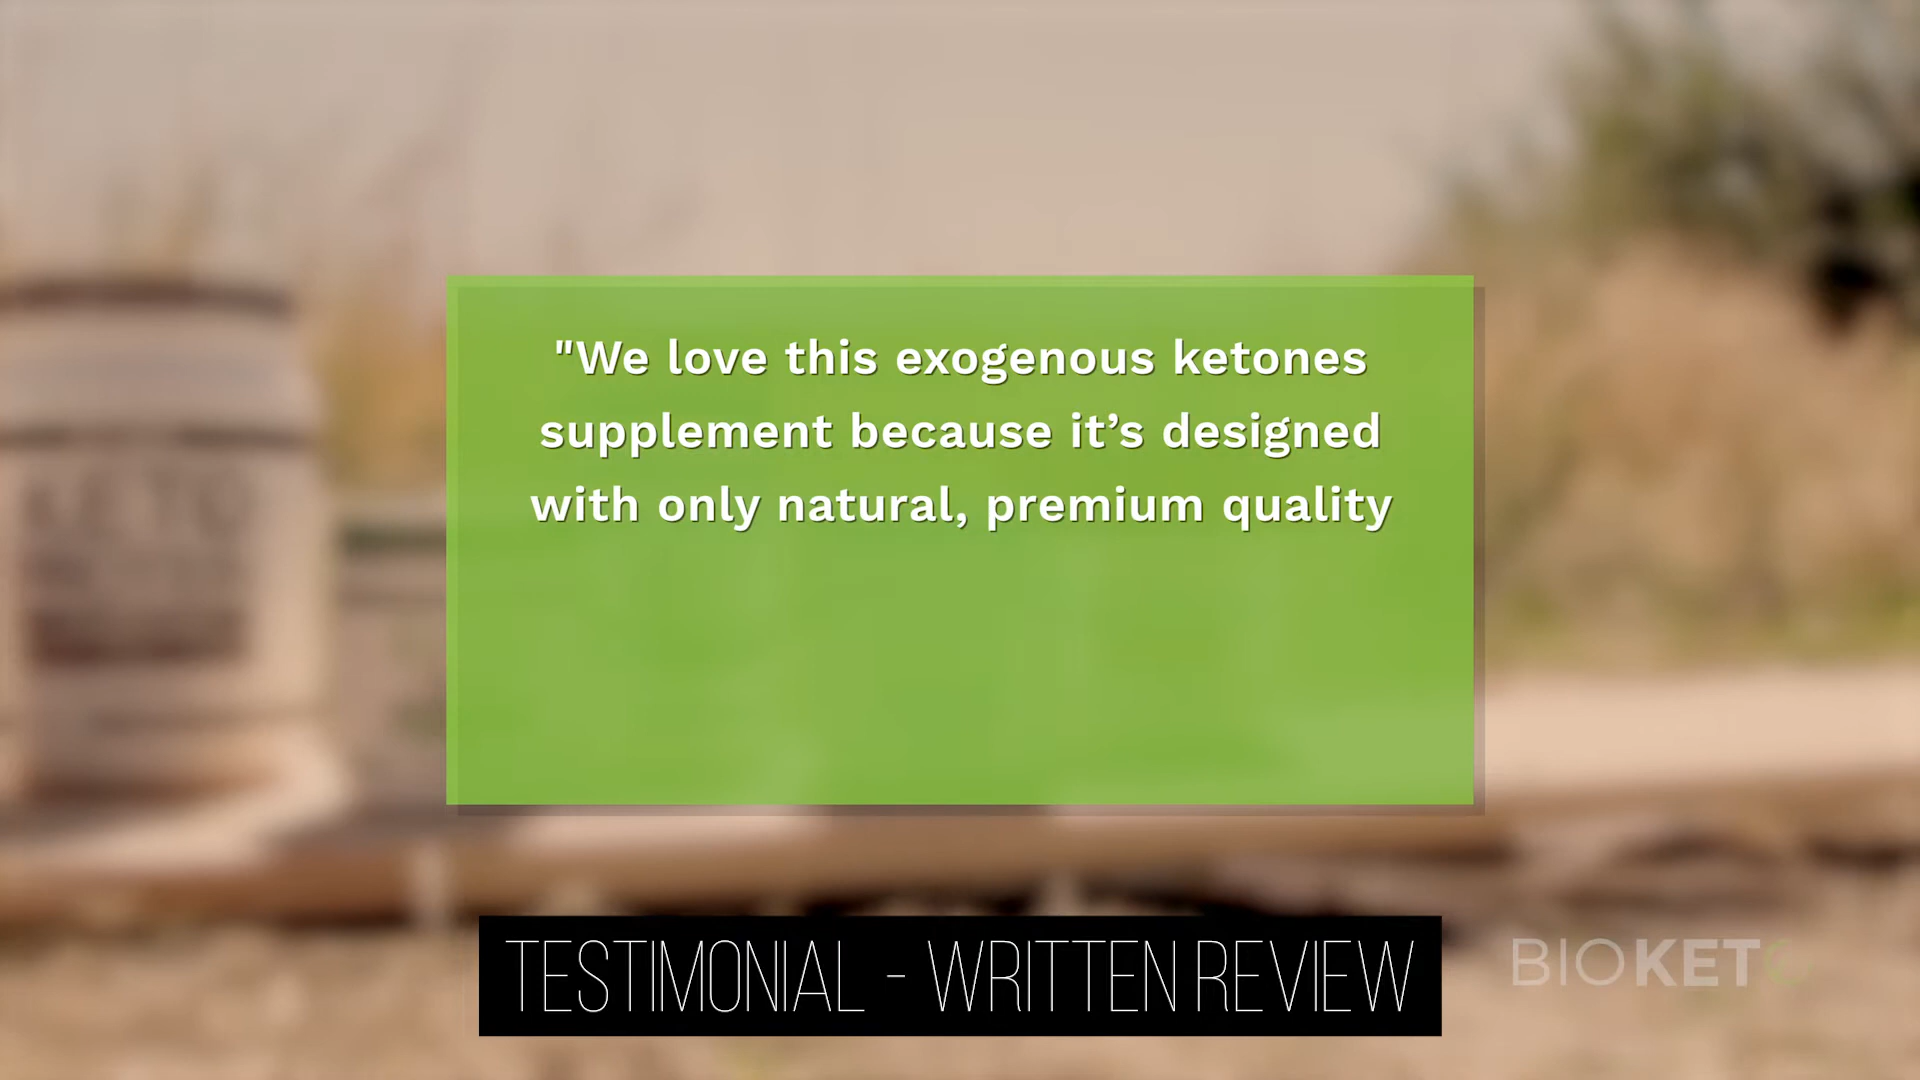 "We love this exogenous ketones
supplement because it’s designed
with only natural, premium quality
TESTIMONIAL - WRITTEN REVIEW
BIOKETO